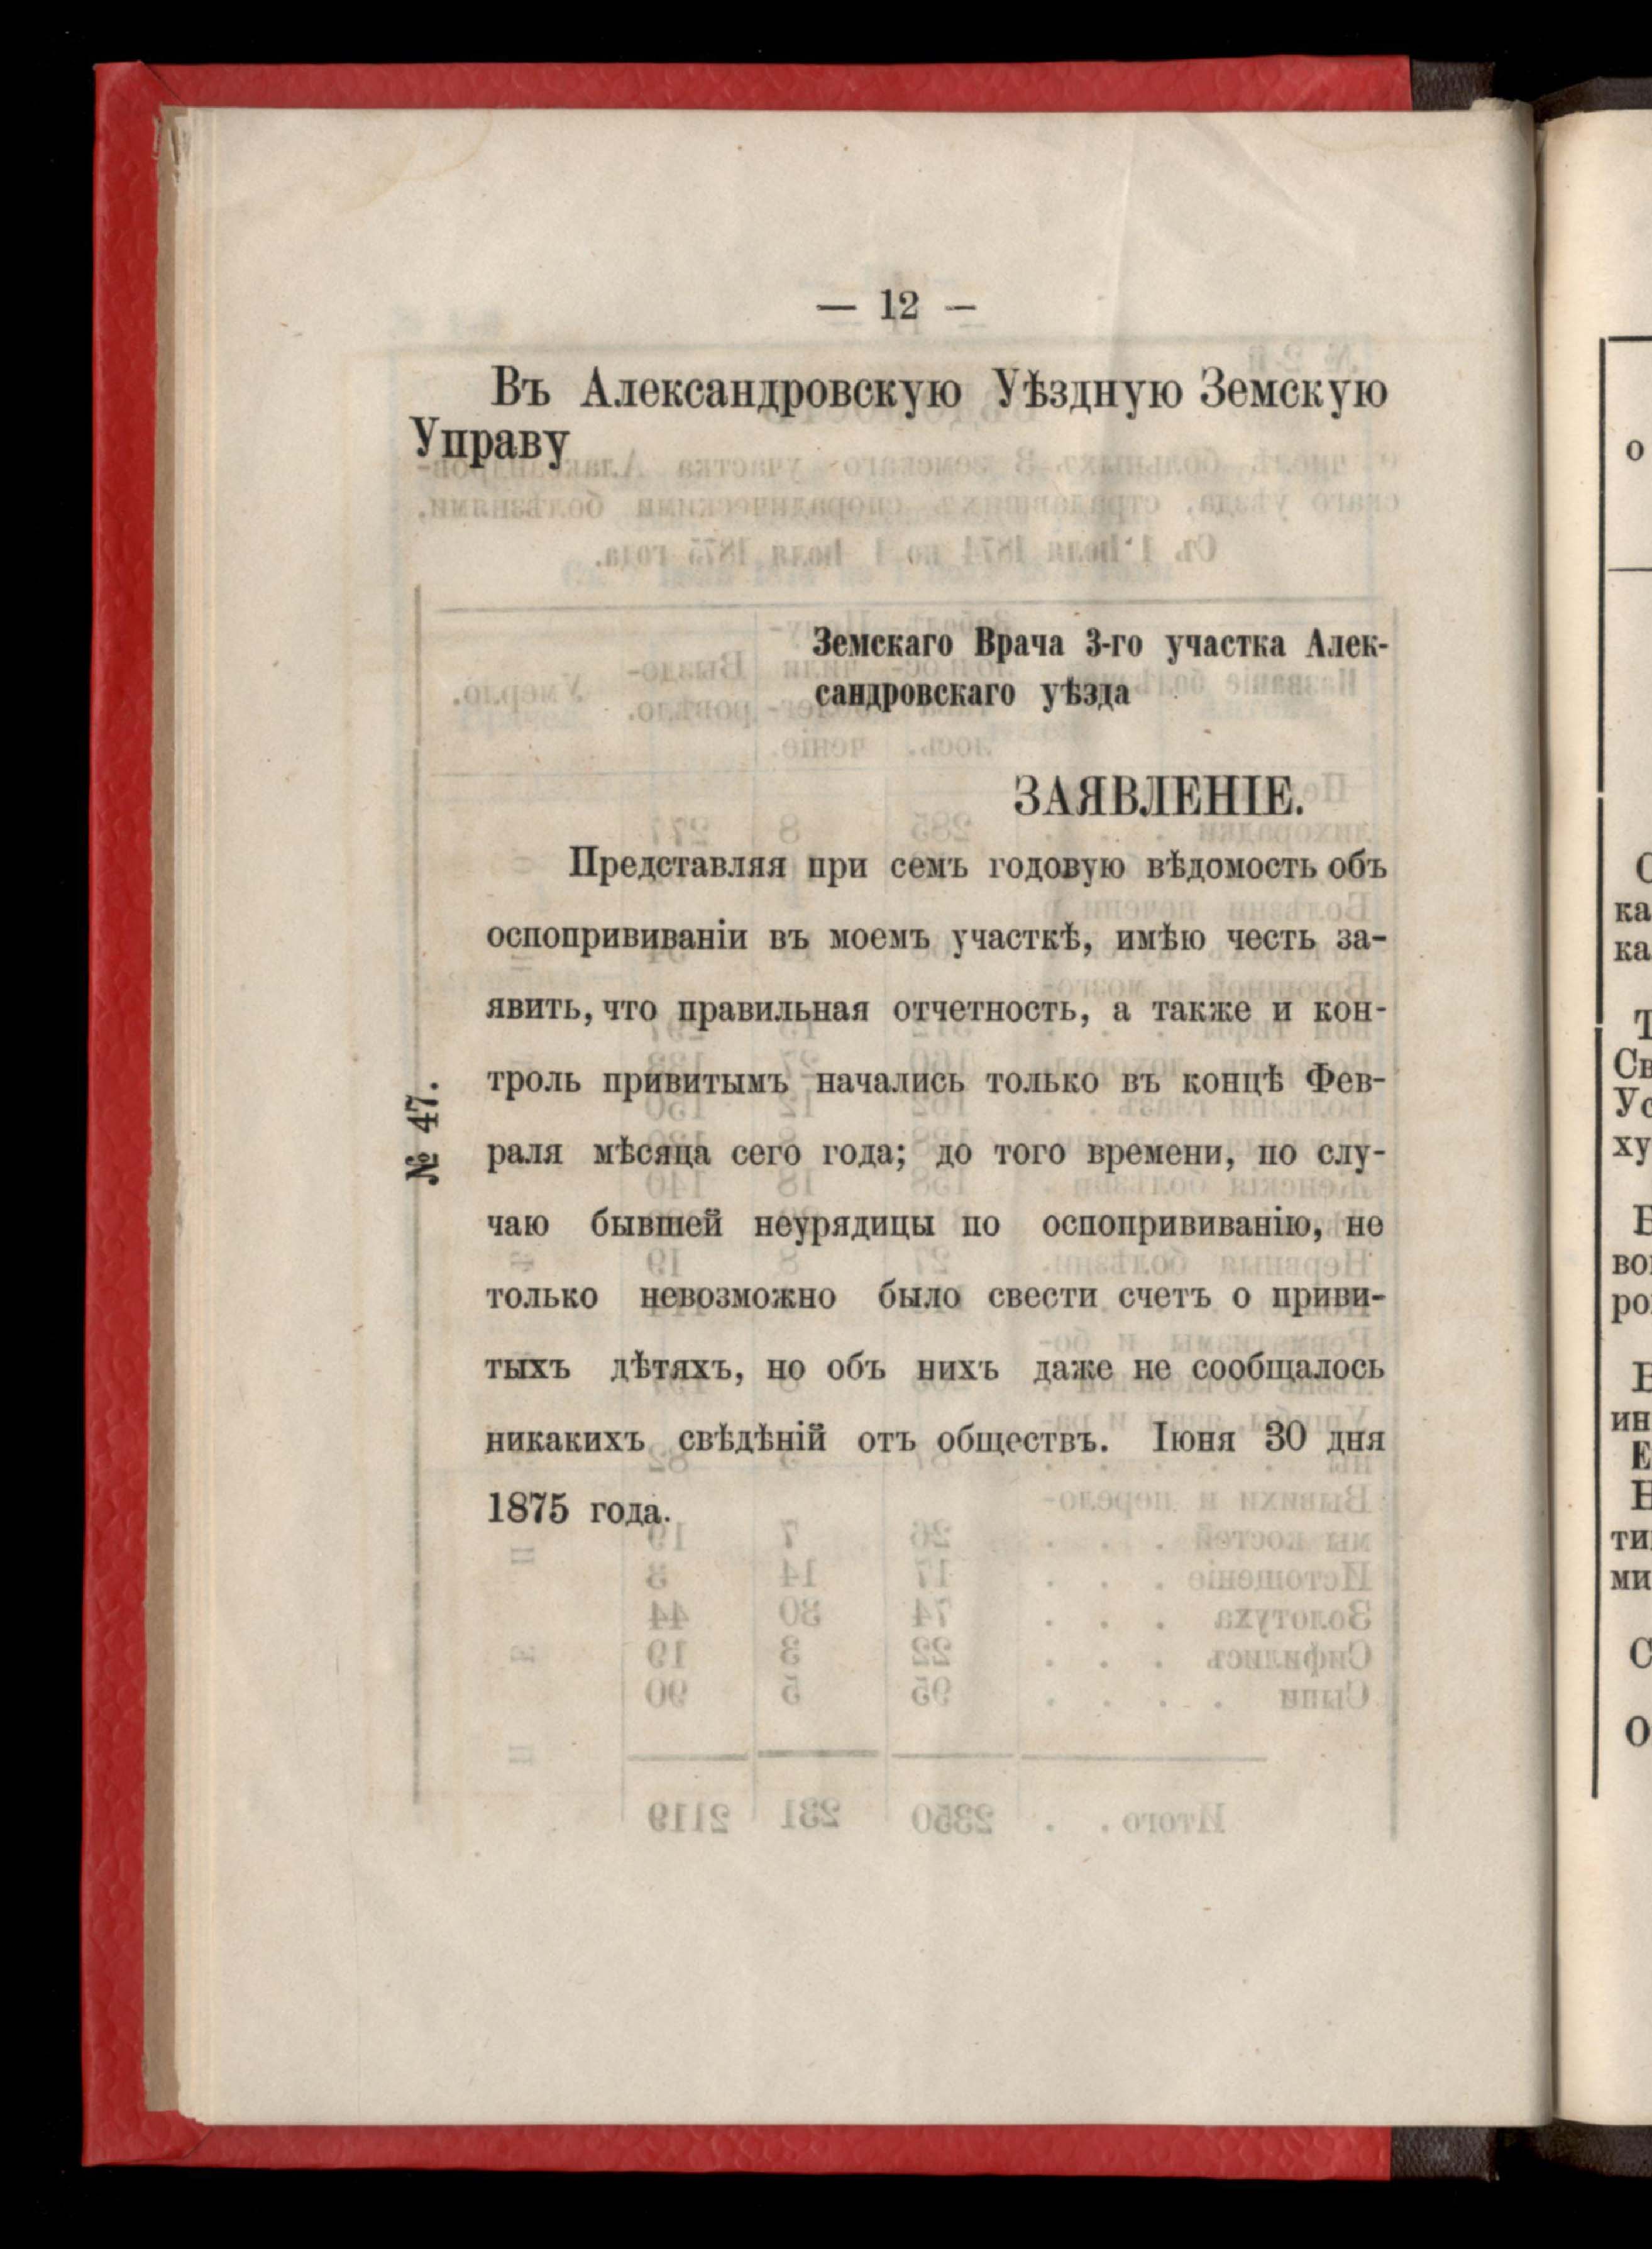 — 12 —
Въ Александровскую Уѣздную Земскую
Управу
Земскаго Врача 3-го участка Алек-
сандровскаго уѣзда
ЗАЯВЛЕНІЕ.
№ 47.
Представляя при семъ годовую вѣдомость объ
оспопрививаніи въ моемъ участкѣ, имѣю честь за-
явить, что правильная отчетность, а также и кон-
троль привитымъ начались только въ концѣ Фев-
раля мѣсяца сего года; до того времени, по слу-
чаю бывшей неурядицы по оспопрививанію, не
только невозможно было свести счетъ о приви-
тыхъ дѣтяхъ, но объ нихъ даже не сообщалось
никакихъ свѣдѣній отъ обществъ. Іюня 30 дня
1875 года.